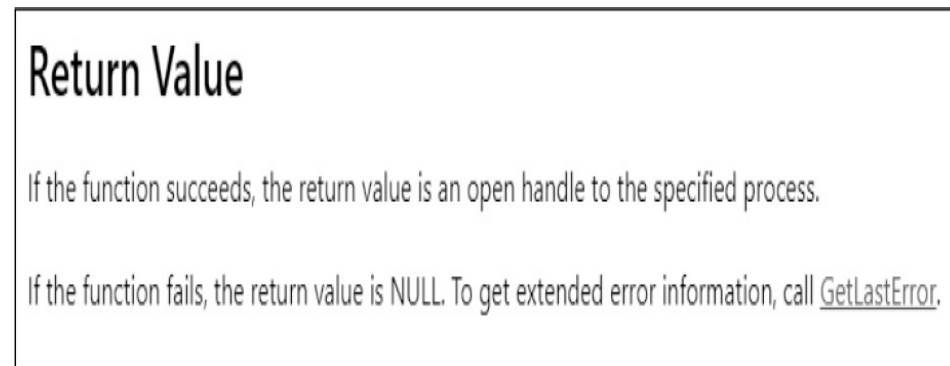 Return Value
If the function succeeds, the return value is an open handle to the specified process.
If the function fails, the return value is NULL. To get extended error information, call GetLastError.